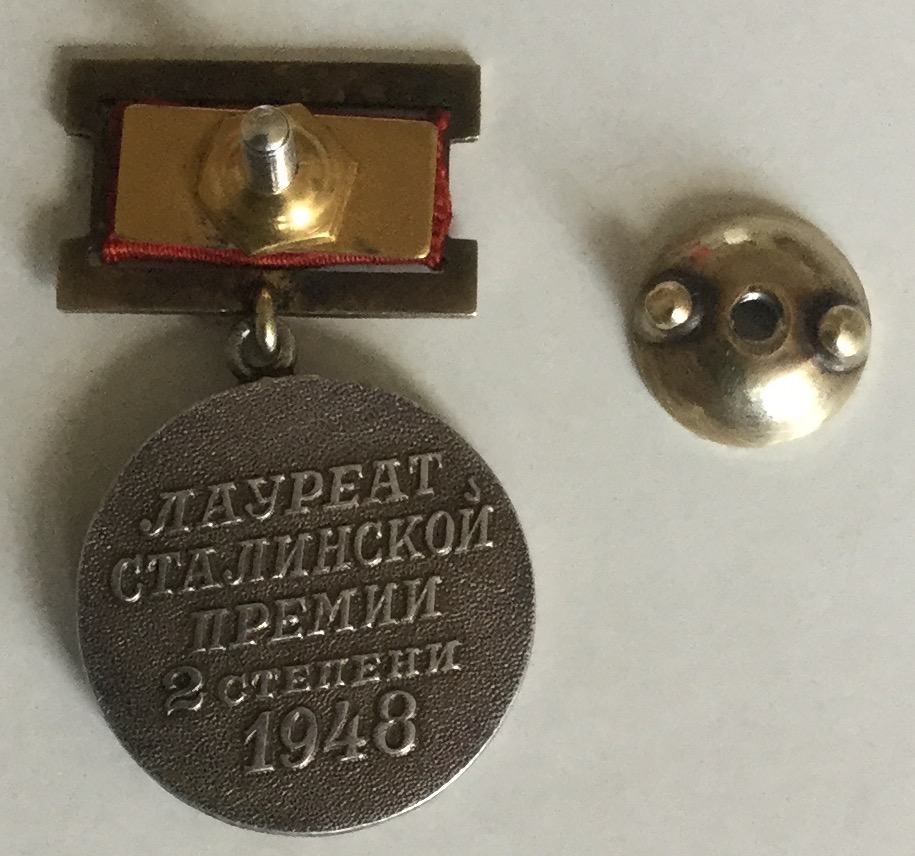 ЛАУРЕАТ
СТАЛИНСКОЙ
ПРЕМИИ
2 СТЕПЕНИ
1948